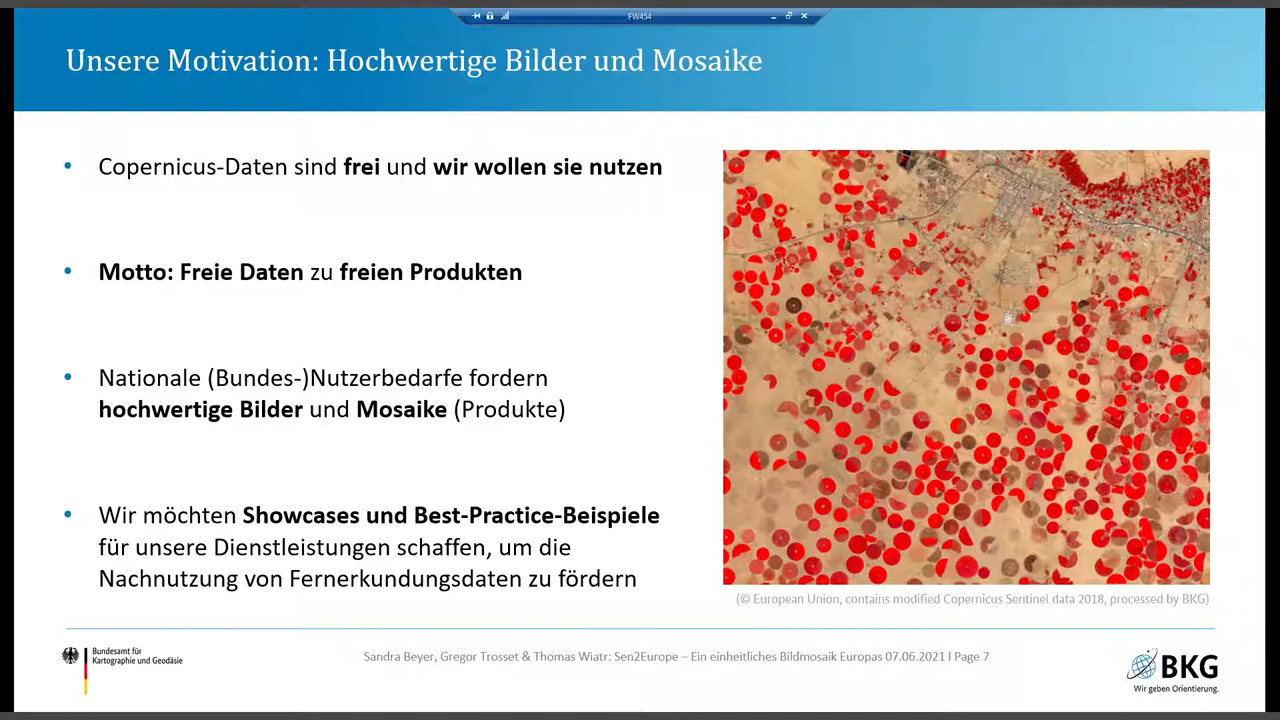 FW454
Unsere Motivation: Hochwertige Bilder und Mosaike
• Copernicus-Daten sind frei und wir wollen sie nutzen
• Motto: Freie Daten zu freien Produkten
• Nationale (Bundes-)Nutzerbedarfe fordern
hochwertige Bilder und Mosaike (Produkte)
• Wir möchten Showcases und Best-Practice-Beispiele
für unsere Dienstleistungen schaffen, um die
Nachnutzung von Fernerkundungsdaten zu fördern
(© European Union, contains modified Copernicus Sentinel data 2018, processed by BKG)
Bundesamt für
Kartographie und Geodäsie
Sandra Beyer, Gregor Trosset & Thomas Wiatr: Sen2Europe – Ein einheitliches Bildmosaik Europas 07.06.2021 I Page 7
BKG
Wir geben Orientierung.